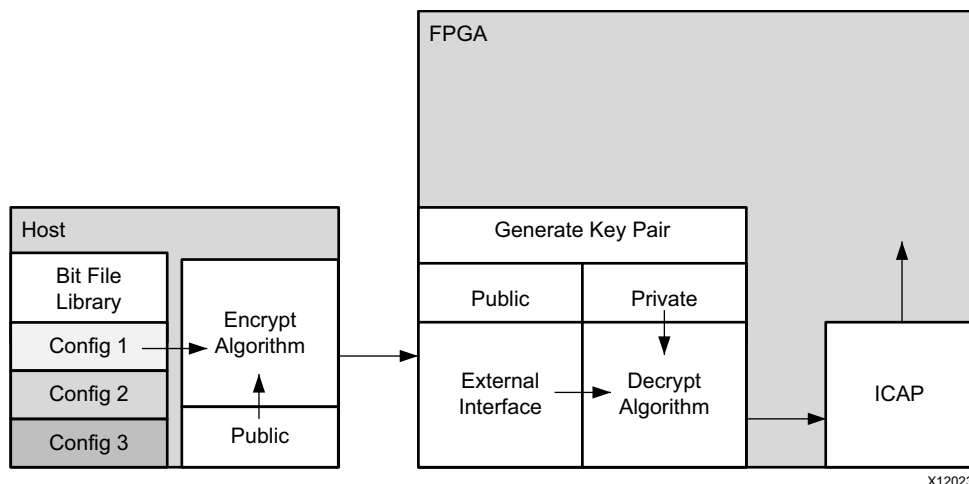 FPGA
Host
Bit File
Library
Config 1
Config 2
Config 3
Encrypt
Algorithm
Public
Generate Key Pair
Public
Private
External
Interface
Decrypt
Algorithm
ICAP
X12023